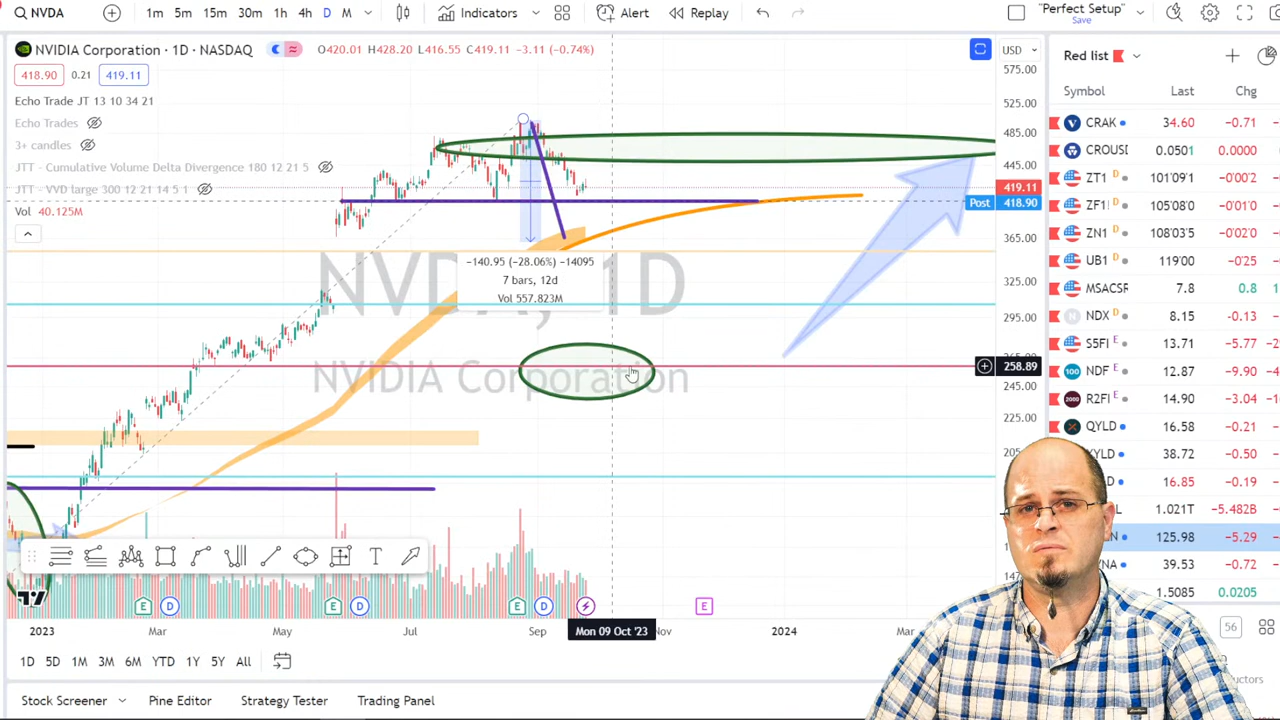 NVDA 1m 5m 15m 30m 1h 4h D M Indicators Alert Replay "Perfect Setup" Save
NVIDIA Corporation · 1D · NASDAQ O420.01 H428.20 L416.55 C419.11 −3.11 (−0.74%) USD Red list
418.90 0.21 419.11
575.00
Symbol Last Chg
Echo Trade JT 13 10 34 21
525.00
Echo Trades
CRAK 34.60 −0.71
485.00
3+ candles
CROUSI 0.0501 0.0000
JTT - Cumulative Volume Delta Divergence 180 12 21 5
445.00
ZT1 D 101'09'1 −0'00'2
JTT - VVD large 300 12 21 14 5 1
419.11
Post 418.90
ZF1! D 105'08'0 −0'01'0
Vol 40.125M
ZN1 D 108'03'5 −0'02'0
365.00
UB1 D 119'00 −0'25
−140.95 (−28.06%) −14095
7 bars, 12d
Vol 557.823M
NVDA, 1D
325.00
MSACSR 7.8 0.8
295.00
NDX D 8.15 −0.13
S5FI E 13.71 −5.77
258.89
NVIDIA Corporation
NDF E 12.87 −9.90
245.00
R2FI E 14.90 −3.04
225.00
QYLD 16.58 −0.21
205
XYLD 38.72 −0.50
16.85 −0.19
L 1.021T −5.482B
125.98 −5.29
39.53 −0.72
1.5085 0.0205
T
E D E D E D E
2023 Mar May Jul Sep Mon 09 Oct '23 Nov 2024 Mar
56
1D 5D 1M 3M 6M YTD 1Y 5Y All
Stock Screener Pine Editor Strategy Tester Trading Panel